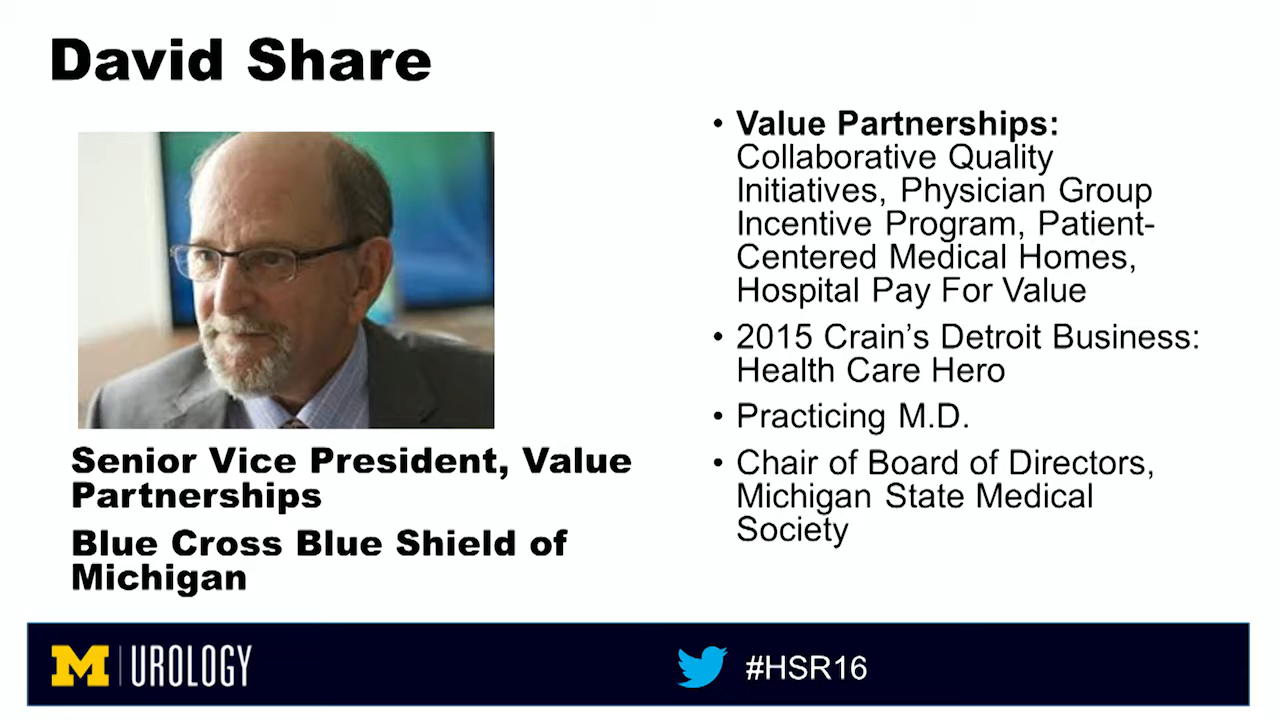 David Share
Senior Vice President, Value
Partnerships
Blue Cross Blue Shield of
Michigan
• Value Partnerships:
Collaborative Quality
Initiatives, Physician Group
Incentive Program, Patient-
Centered Medical Homes,
Hospital Pay For Value
• 2015 Crain’s Detroit Business:
Health Care Hero
• Practicing M.D.
• Chair of Board of Directors,
Michigan State Medical
Society
M | UROLOGY
#HSR16